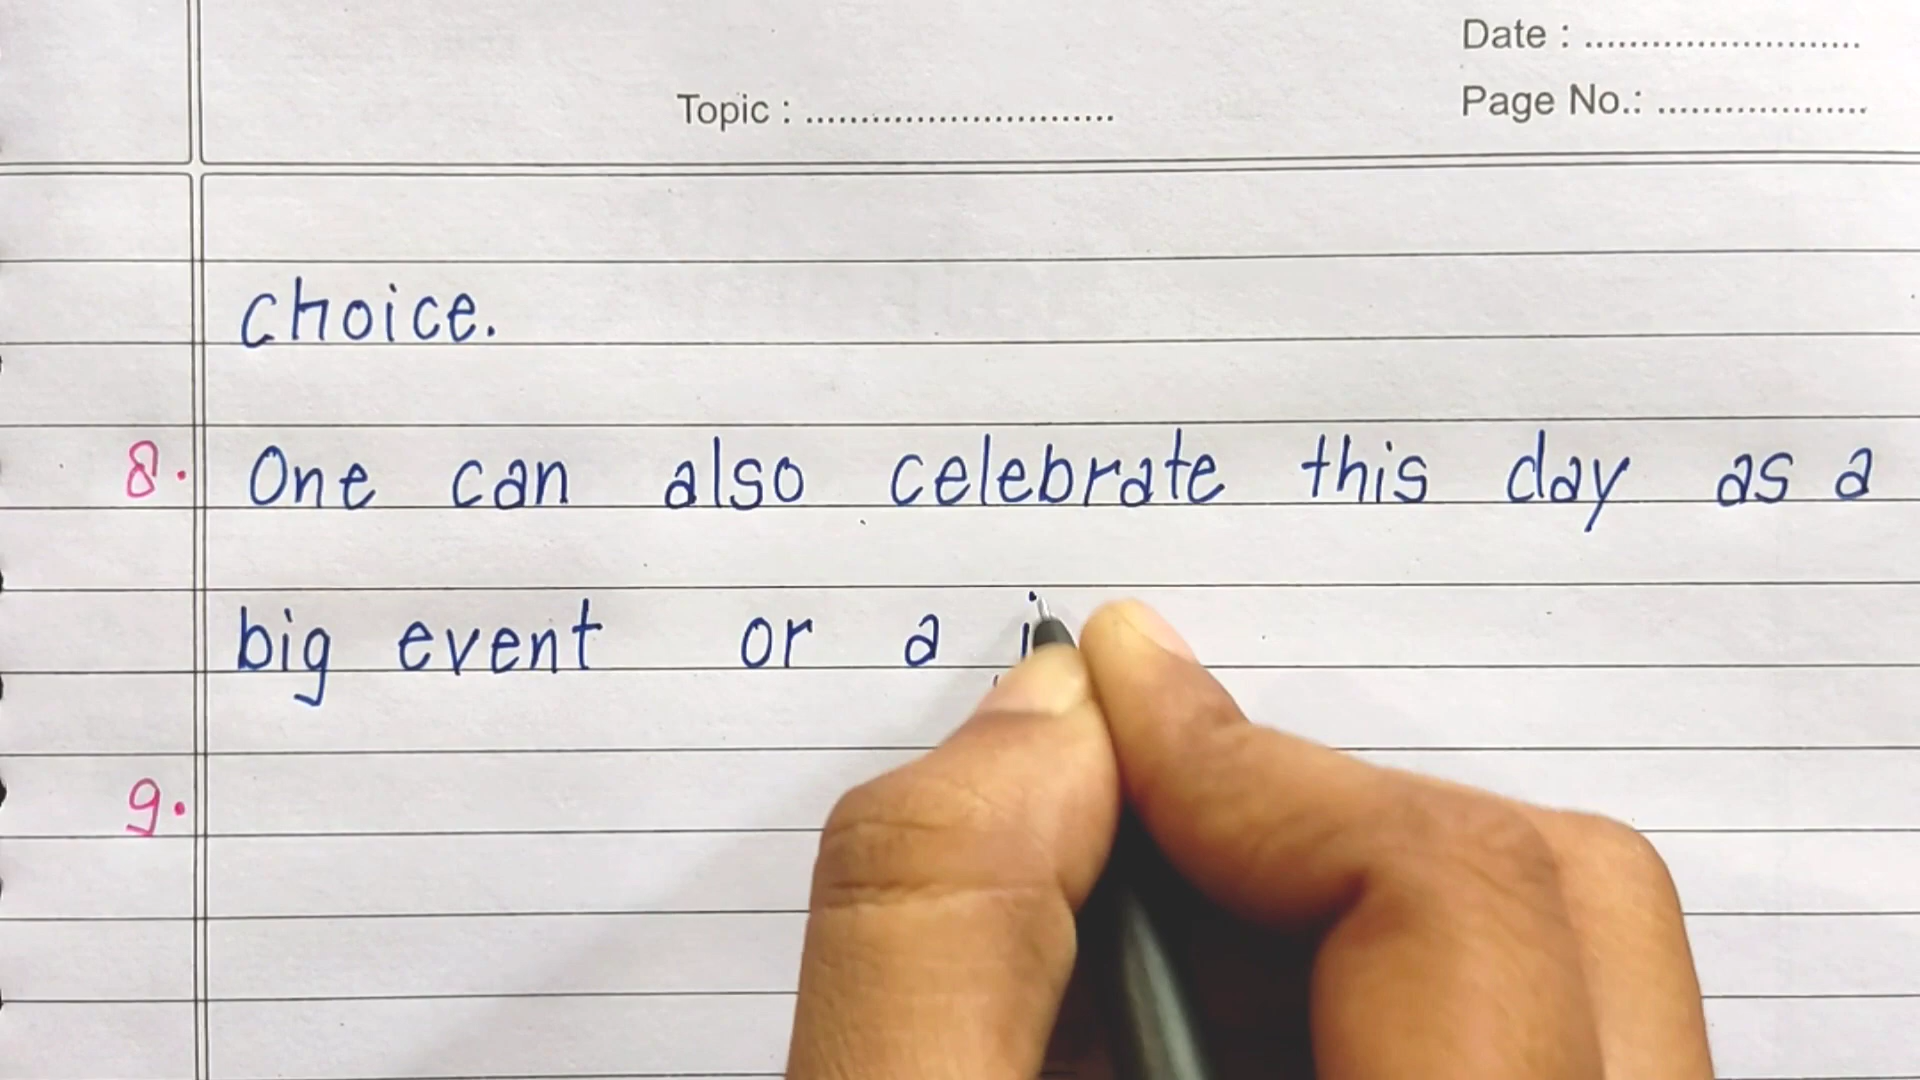 Date : ..........................
Topic : ............................
Page No.: ...................
choice.
8. One can also celebrate this day as a
big event or a
9.